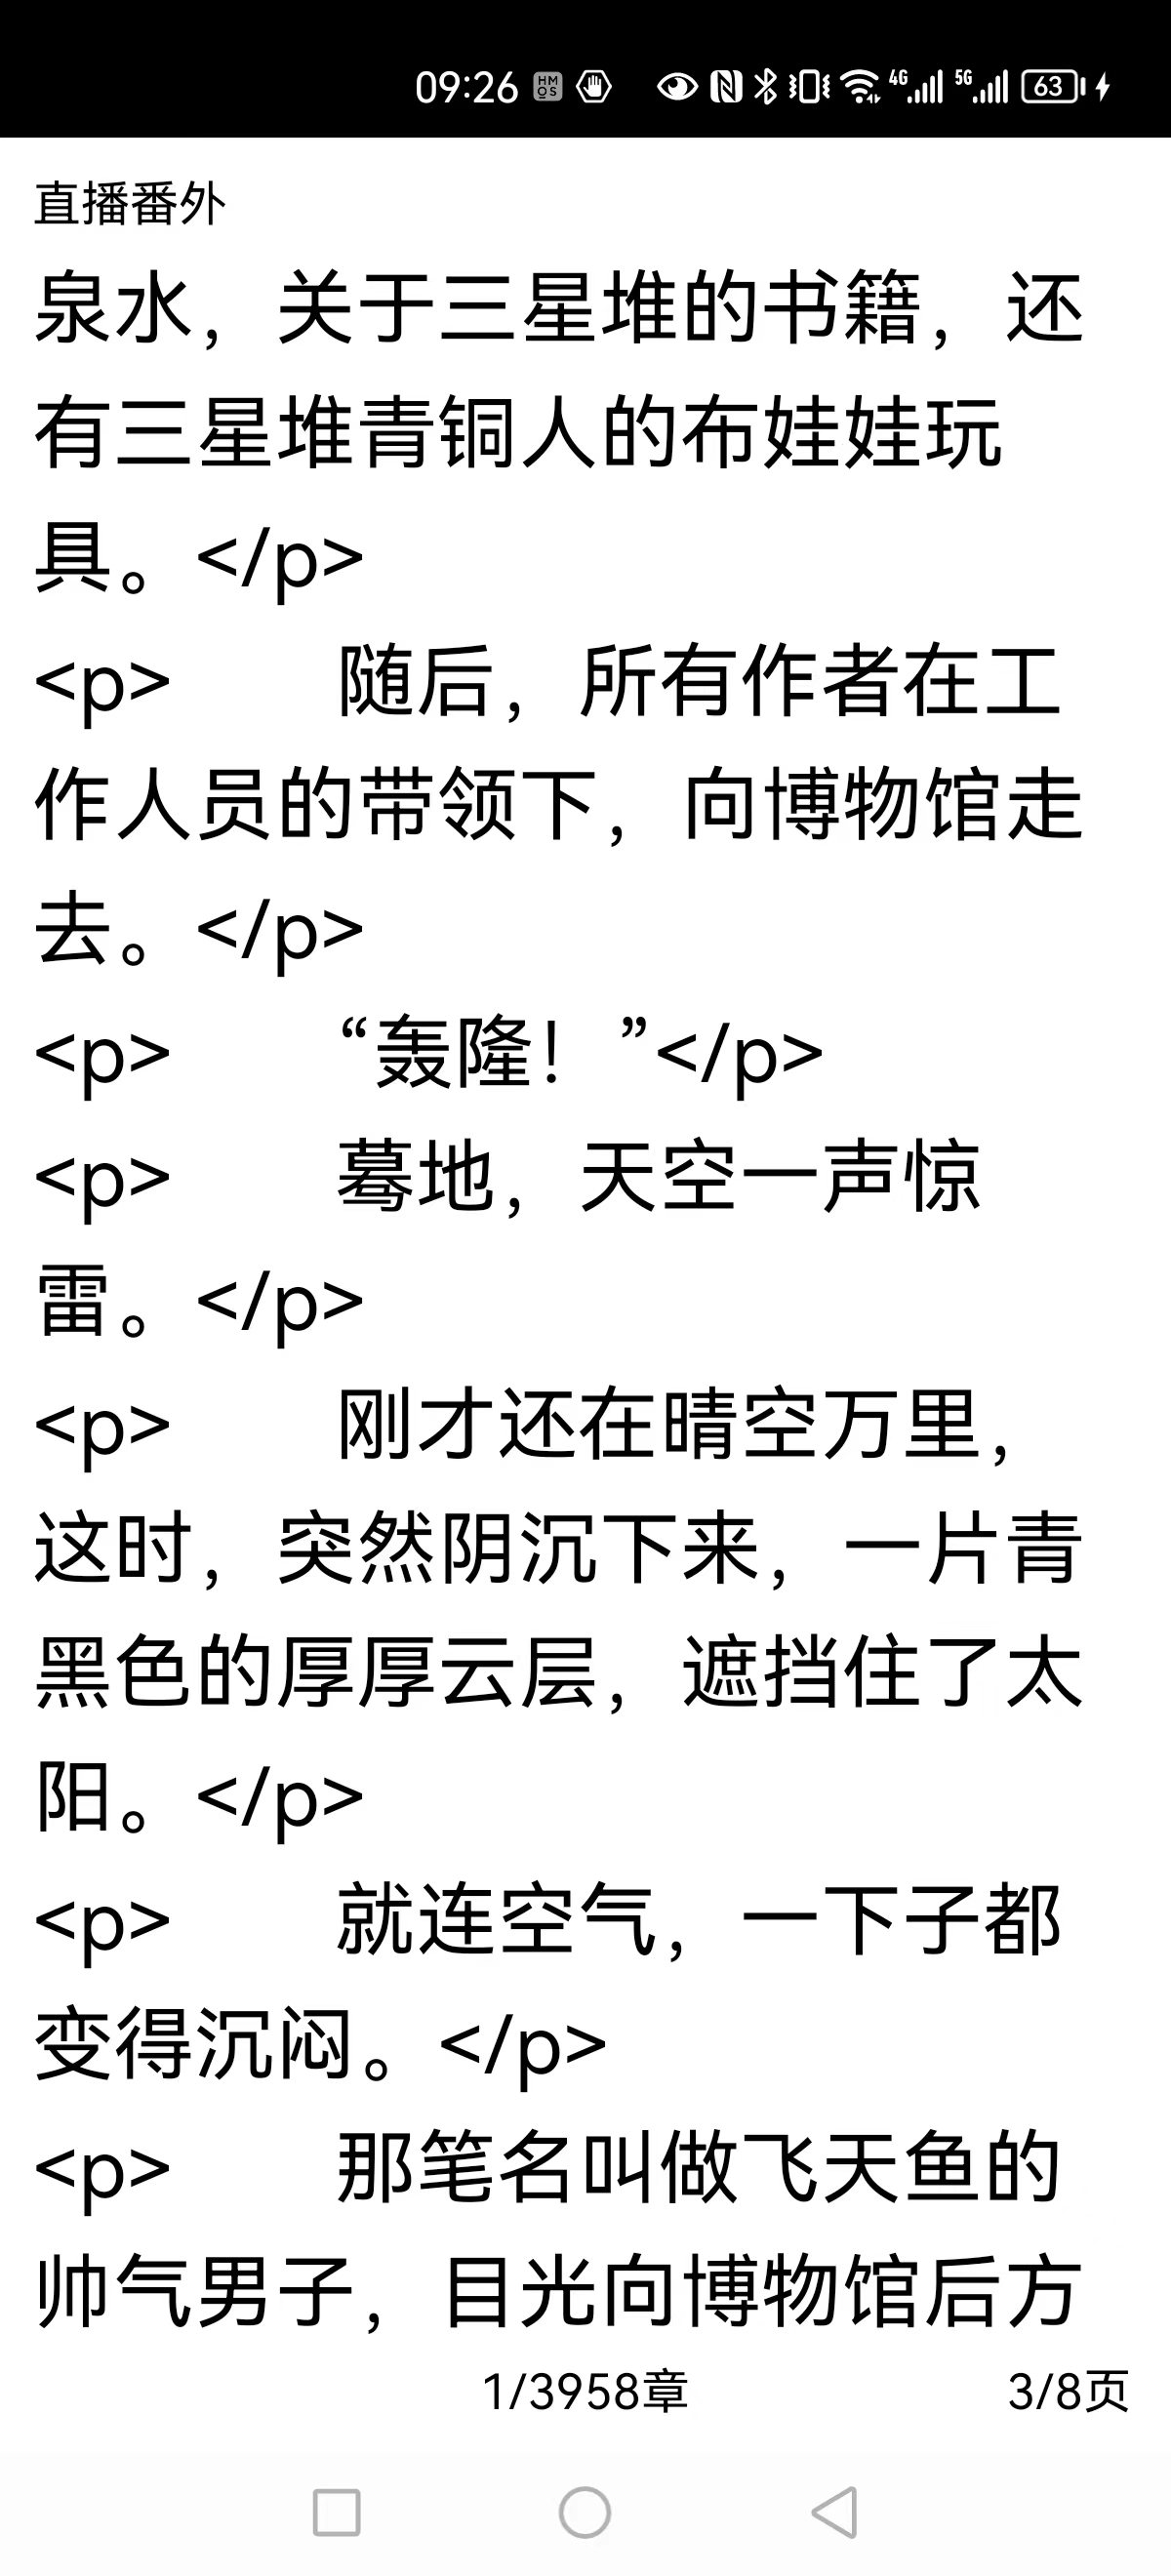 09:26 HM OS 4G 5G 63
直播番外
泉水，关于三星堆的书籍，还
有三星堆青铜人的布娃娃玩
具。</p>
<p>　　随后，所有作者在工
作人员的带领下，向博物馆走
去。</p>
<p>　　“轰隆！”</p>
<p>　　蓦地，天空一声惊
雷。</p>
<p>　　刚才还在晴空万里，
这时，突然阴沉下来，一片青
黑色的厚厚云层，遮挡住了太
阳。</p>
<p>　　就连空气，一下子都
变得沉闷。</p>
<p>　　那笔名叫做飞天鱼的
帅气男子，目光向博物馆后方
1/3958章 3/8页